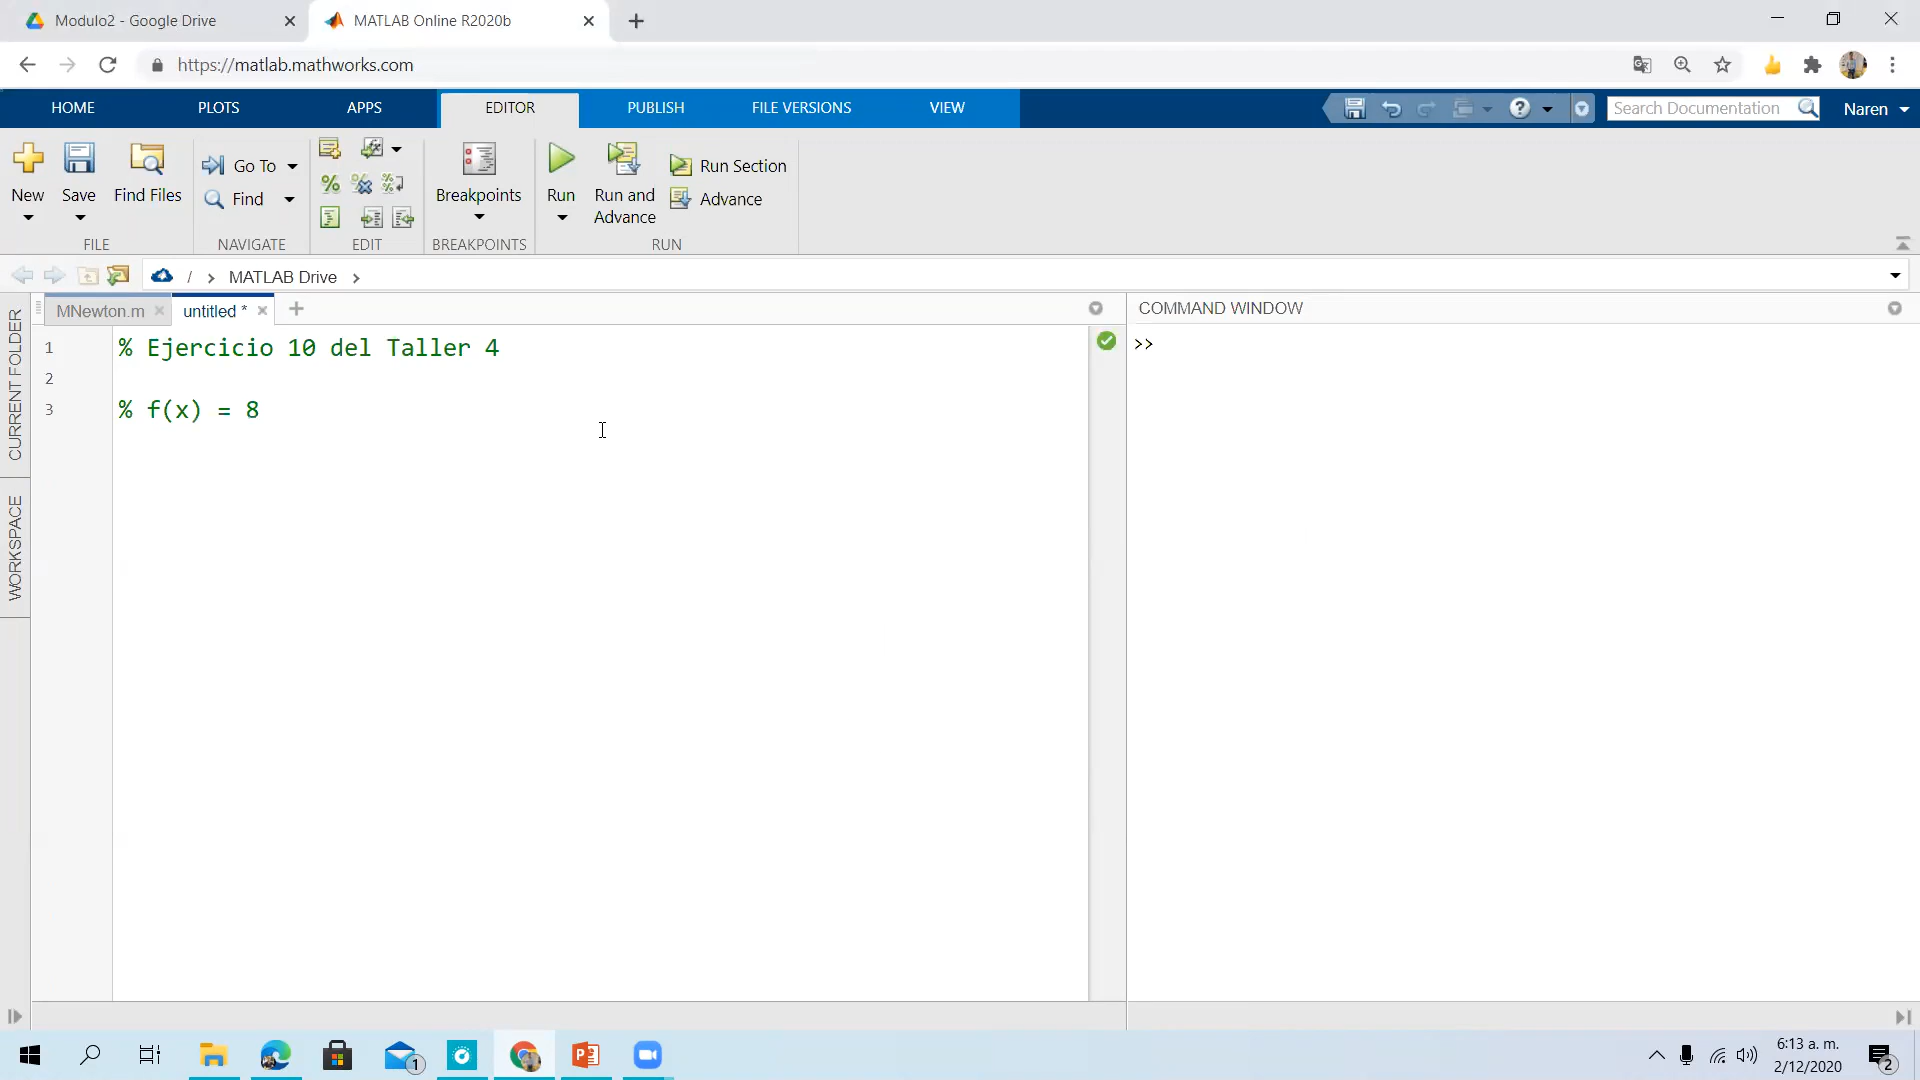 Modulo2 - Google Drive
MATLAB Online R2020b
https://matlab.mathworks.com
HOME PLOTS APPS EDITOR PUBLISH FILE VERSIONS VIEW
Search Documentation
Naren
New
Save
Find Files
FILE
Go To
Find
NAVIGATE
EDIT
Breakpoints
BREAKPOINTS
Run
Run and
Advance
Run Section
Advance
RUN
/ > MATLAB Drive >
CURRENT FOLDER
WORKSPACE
MNewton.m
untitled *
1 % Ejercicio 10 del Taller 4
2
3 % f(x) = 8
COMMAND WINDOW
>>
1
6:13 a. m.
2/12/2020
2